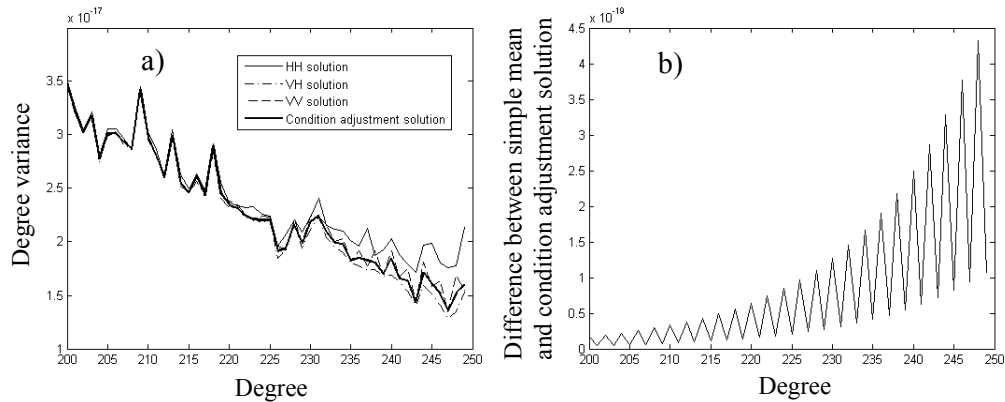 x 10⁻¹⁷
4
3.5
3
2.5
2
1.5
1
a)
HH solution
VH solution
VV solution
Condition adjustment solution
Degree variance
200 205 210 215 220 225 230 235 240 245 250
Degree
x 10⁻¹⁹
4.5
4
3.5
3
2.5
2
1.5
1
0.5
0
b)
Difference between simple mean
and condition adjustment solution
200 205 210 215 220 225 230 235 240 245 250
Degree